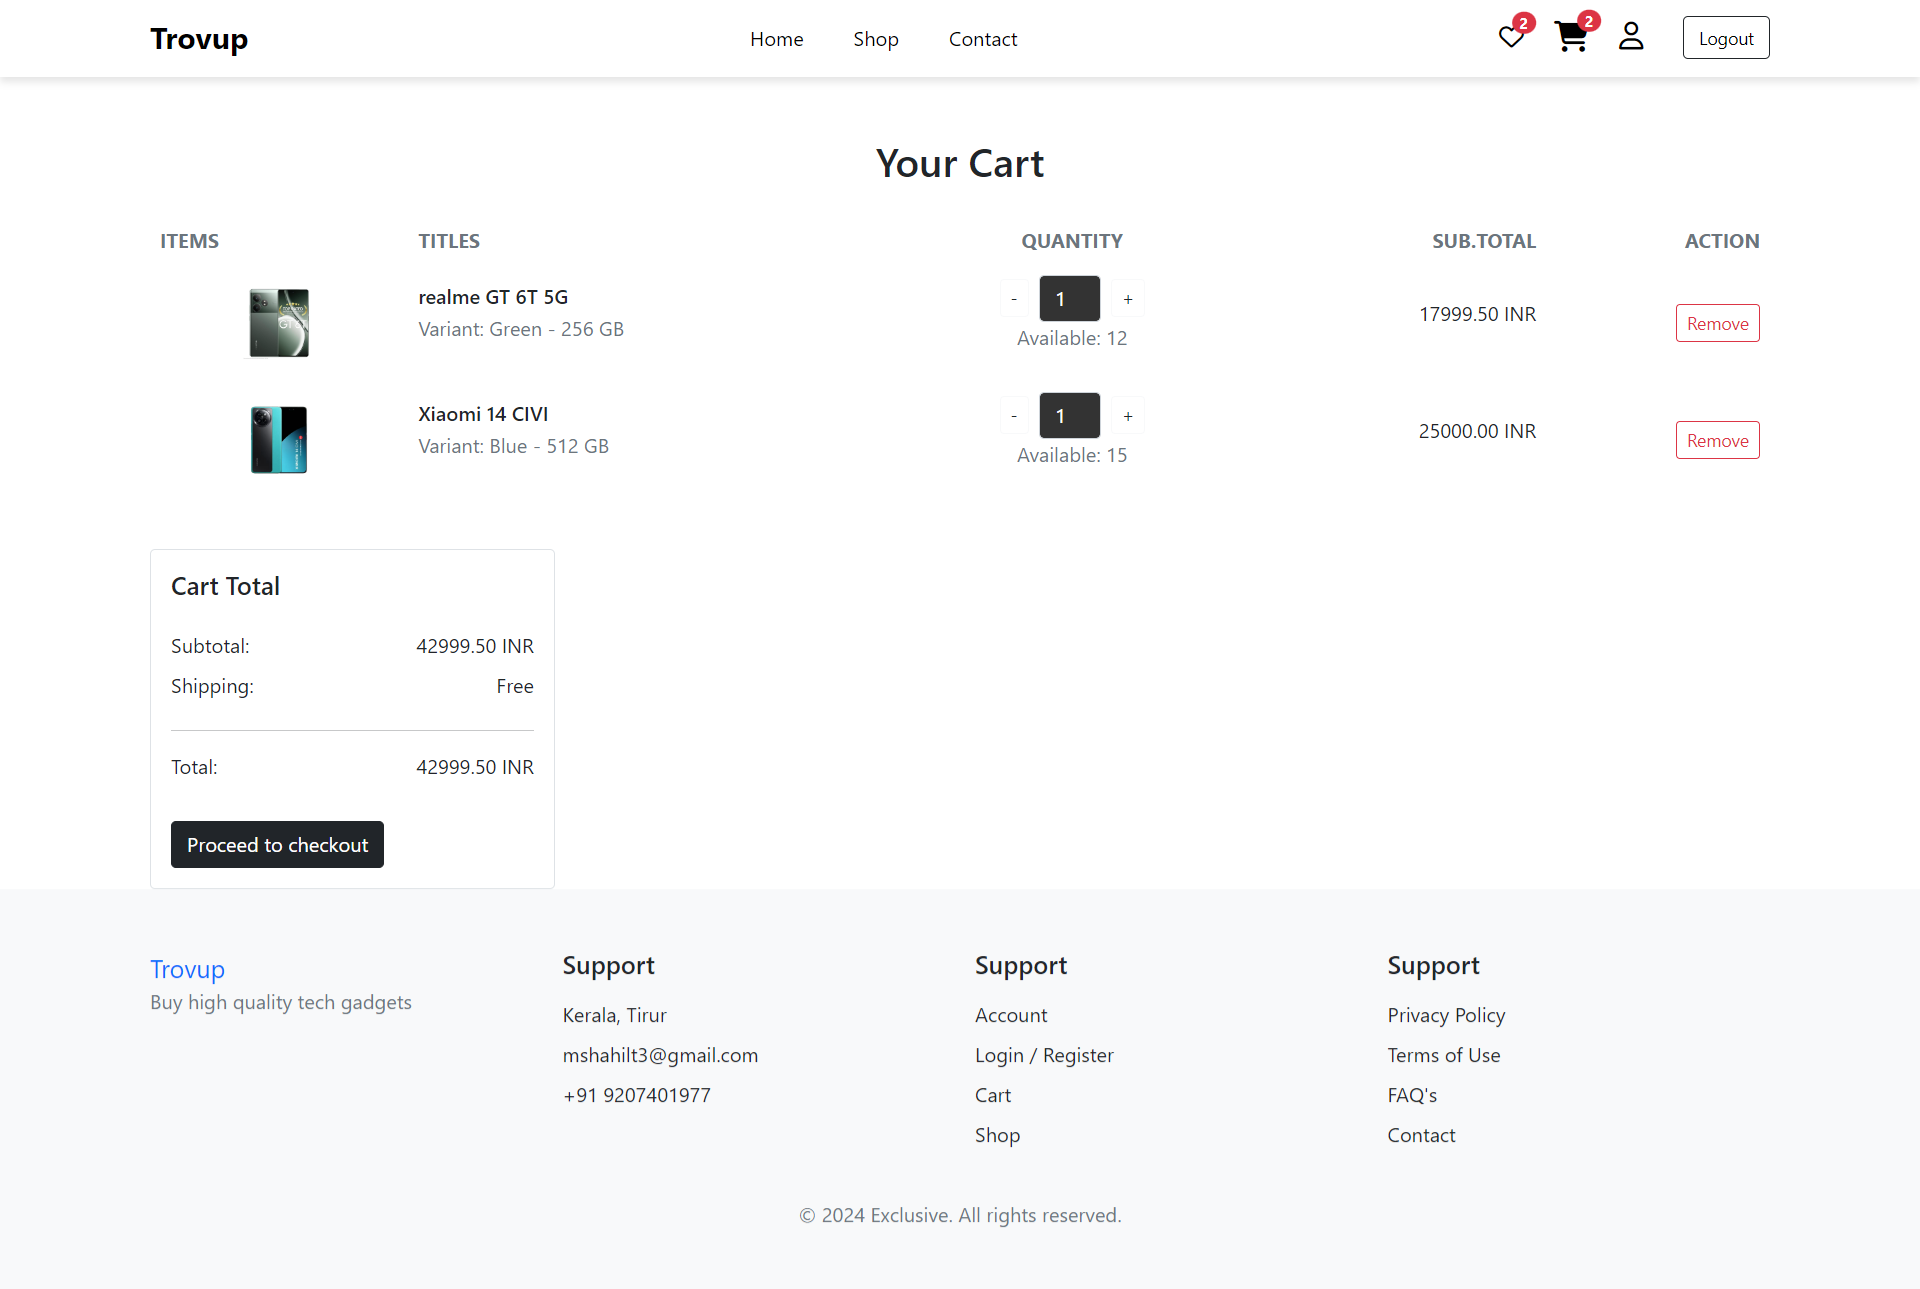 Trovup
Home Shop Contact
2
2
Logout
Your Cart
ITEMS TITLES QUANTITY SUB.TOTAL ACTION
realme GT 6T 5G
Variant: Green - 256 GB
- 1 +
Available: 12
17999.50 INR
Remove
Xiaomi 14 CIVI
Variant: Blue - 512 GB
- 1 +
Available: 15
25000.00 INR
Remove
Cart Total
Subtotal: 42999.50 INR
Shipping: Free
Total: 42999.50 INR
Proceed to checkout
Trovup
Buy high quality tech gadgets
Support
Kerala, Tirur
mshahilt3@gmail.com
+91 9207401977
Support
Account
Login / Register
Cart
Shop
Support
Privacy Policy
Terms of Use
FAQ's
Contact
© 2024 Exclusive. All rights reserved.